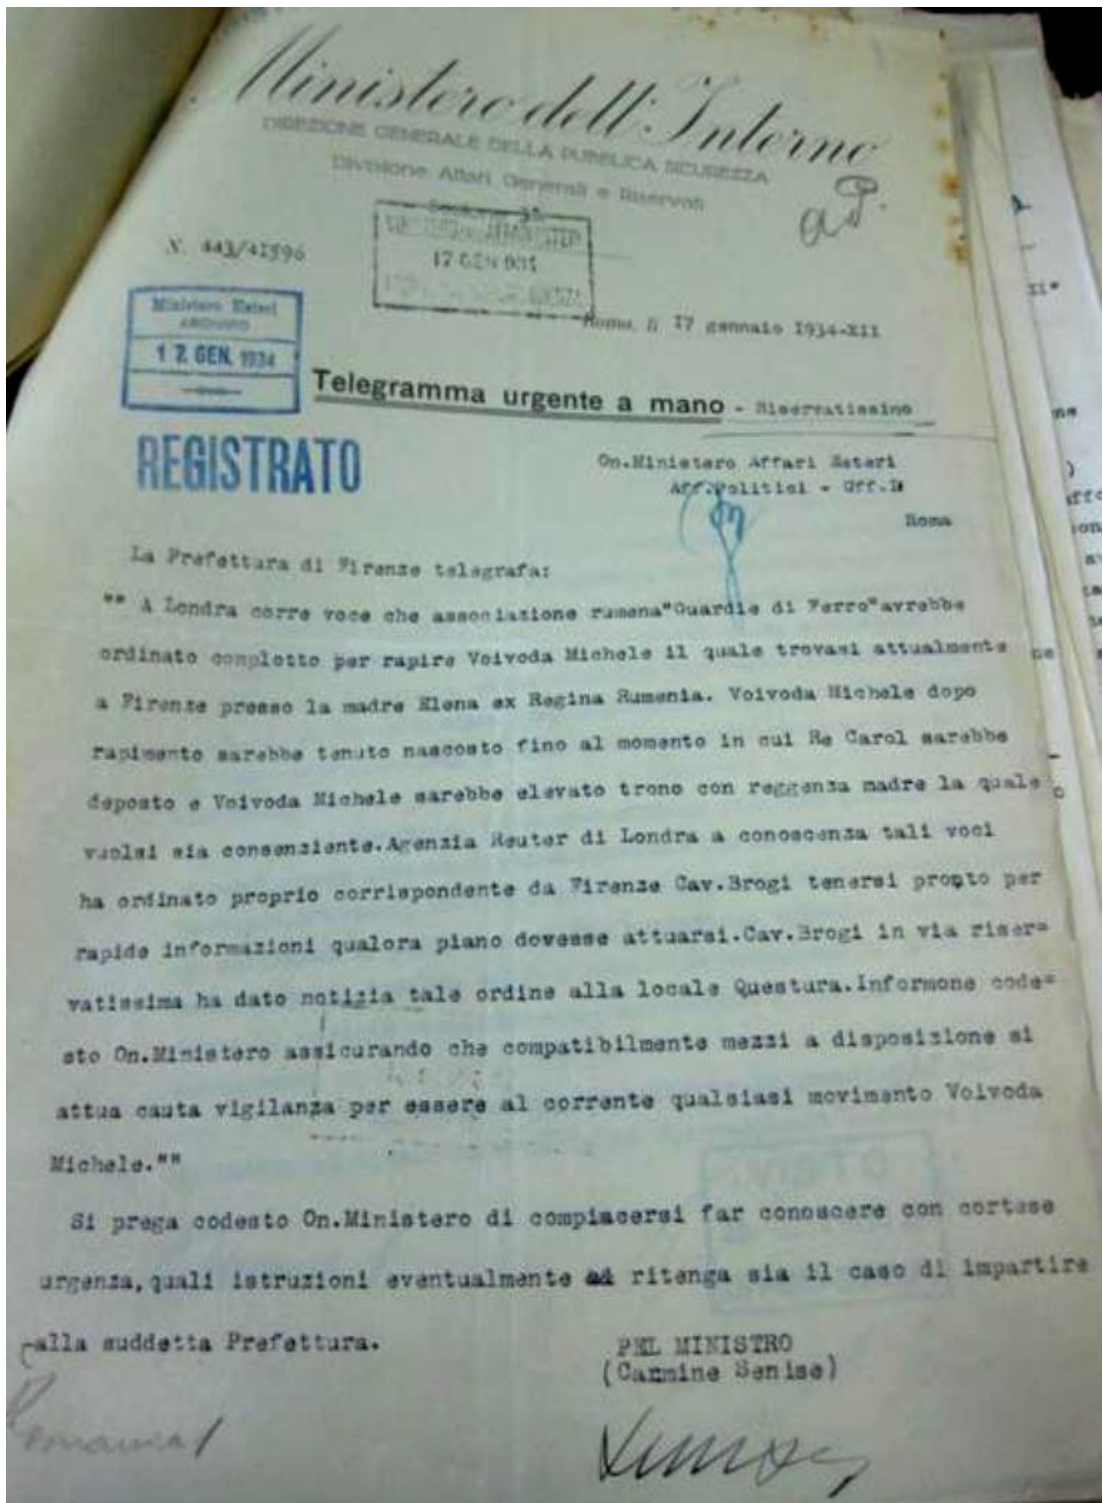 Ministero dell'Interno
DIREZIONE GENERALE DELLA PUBBLICA SICUREZZA
Divisione Affari Generali e Riservati
N. 443/41596
17 GEN 934
Ministero Esteri
ARCHIVIO
17 GEN. 1934
Roma, li 17 gennaio 1934-XII
Telegramma urgente a mano - Riservatissimo
REGISTRATO
On.Ministero Affari Esteri
Aff.Politici - Uff.
Roma
La Prefettura di Firenze telegrafa:
"" A Londra corre voce che associazione rumena"Guardie di Ferro"avrebbe
ordinato complotto per rapire Voivoda Michele il quale trovasi attualmente
a Firenze presso la madre Elena ex Regina Rumenia. Voivoda Michele dopo
rapimento sarebbe tenuto nascosto fino al momento in cui Re Carol sarebbe
deposto e Voivoda Michele sarebbe elevato trono con reggenza madre la quale
vuolsi sia consenziente.Agenzia Reuter di Londra a conoscenza tali voci
ha ordinato proprio corrispondente da Firenze Cav.Brogi tenersi pronto per
rapide informazioni qualora piano dovesse attuarsi.Cav.Brogi in via riser=
vatissima ha dato notizia tale ordine alla locale Questura.Informone code=
sto On.Ministero assicurando che compatibilmente mezzi a disposizione si
attua cauta vigilanza per essere al corrente qualsiasi movimento Voivoda
Michele.""
Si prega codesto On.Ministero di compiacersi far conoscere con cortese
urgenza,quali istruzioni eventualmente ritenga sia il caso di impartire
alla suddetta Prefettura.
PEL MINISTRO
(Carmine Senise)